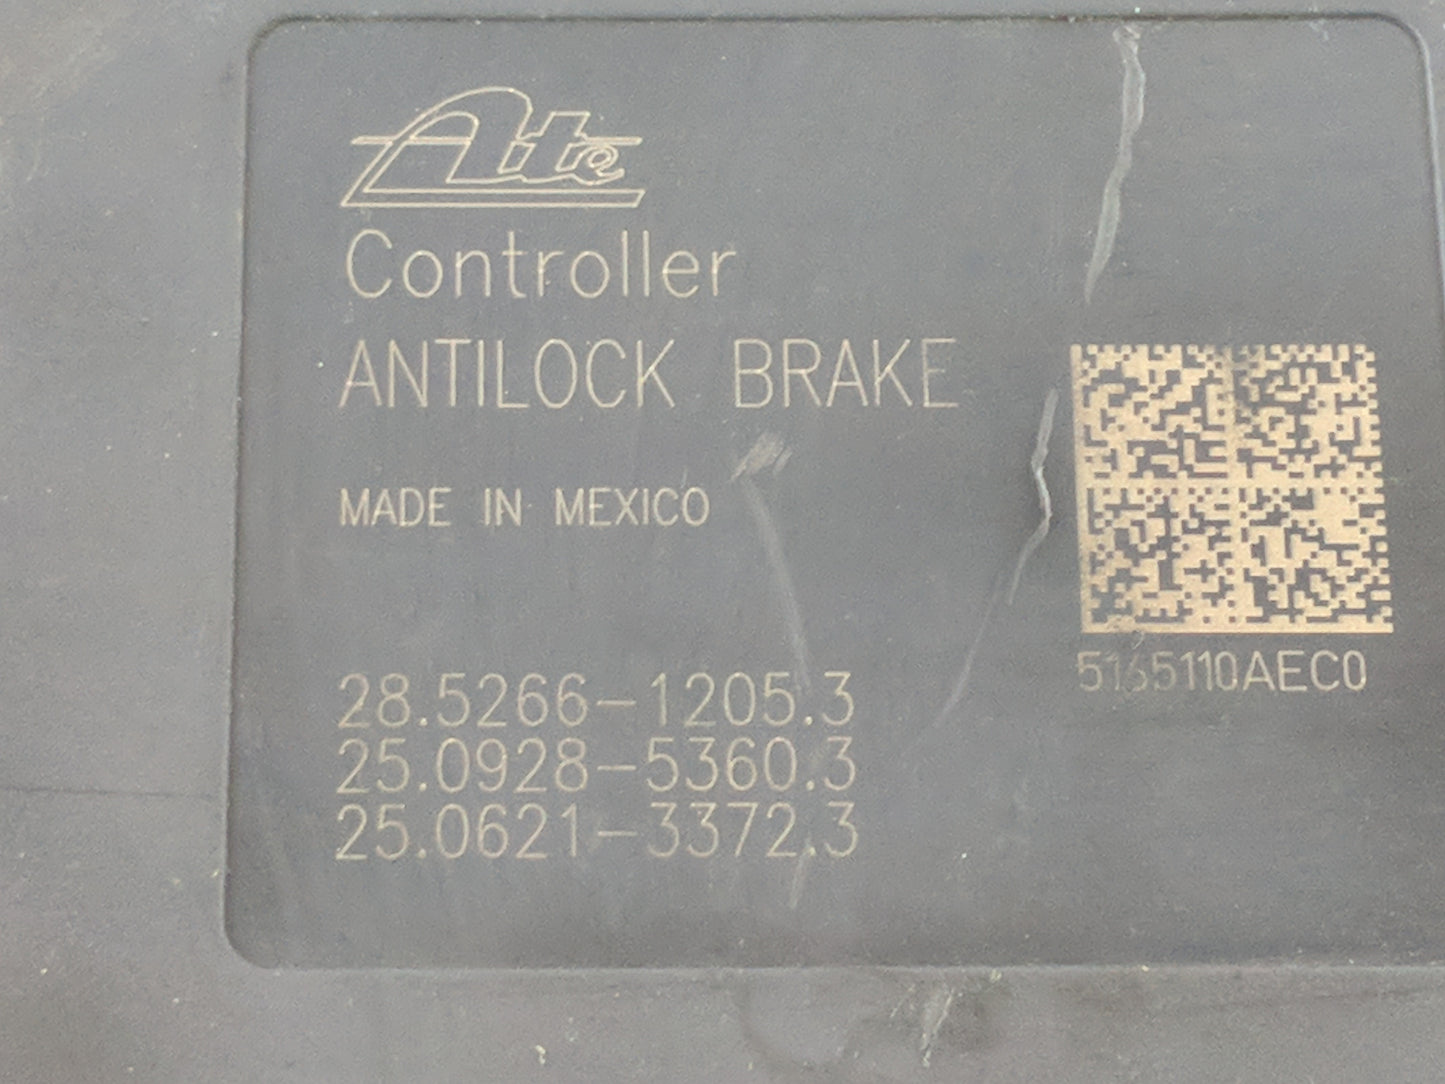 Ate
Controller
ANTILOCK BRAKE
MADE IN MEXICO
28.5266-1205.3
25.0928-5360.3
25.0621-3372.3
5165110AEC0